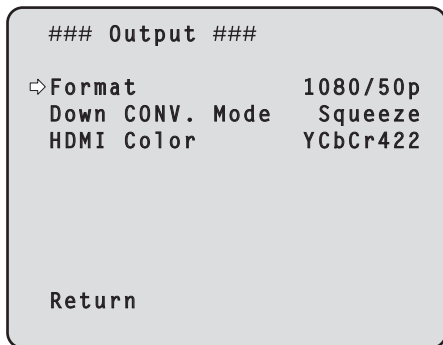 ### Output ###
⇨Format 1080/50p
Down CONV. Mode Squeeze
HDMI Color YCbCr422
Return